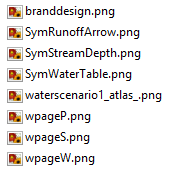 branddesign.png
SymRunoffArrow.png
SymStreamDepth.png
SymWaterTable.png
waterscenario1_atlas_.png
wpageP.png
wpageS.png
wpageW.png